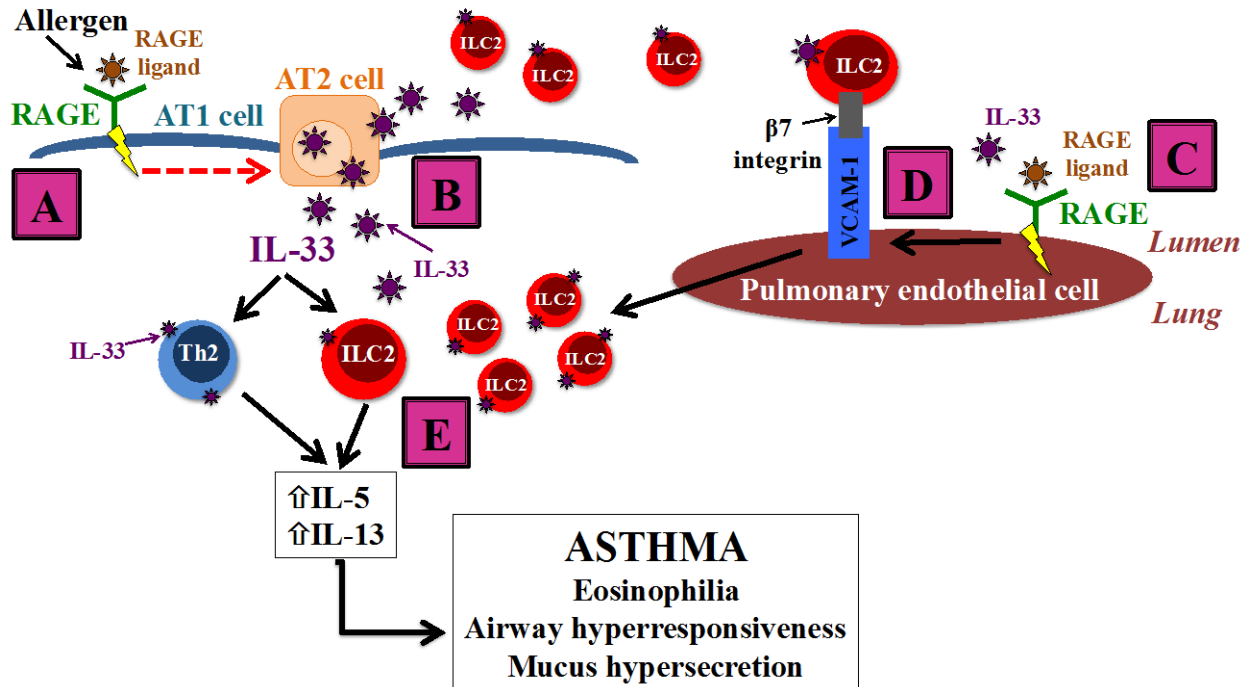 Allergen
RAGE
ligand
RAGE
AT1 cell
AT2 cell
ILC2
ILC2
ILC2
A
B
IL-33
IL-33
IL-33
Th2
ILC2
ILC2
ILC2
ILC2
ILC2
E
⇧IL-5
⇧IL-13
ASTHMA
Eosinophilia
Airway hyperresponsiveness
Mucus hypersecretion
ILC2
β7
integrin
VCAM-1
D
IL-33
RAGE
ligand
C
RAGE
Lumen
Pulmonary endothelial cell
Lung